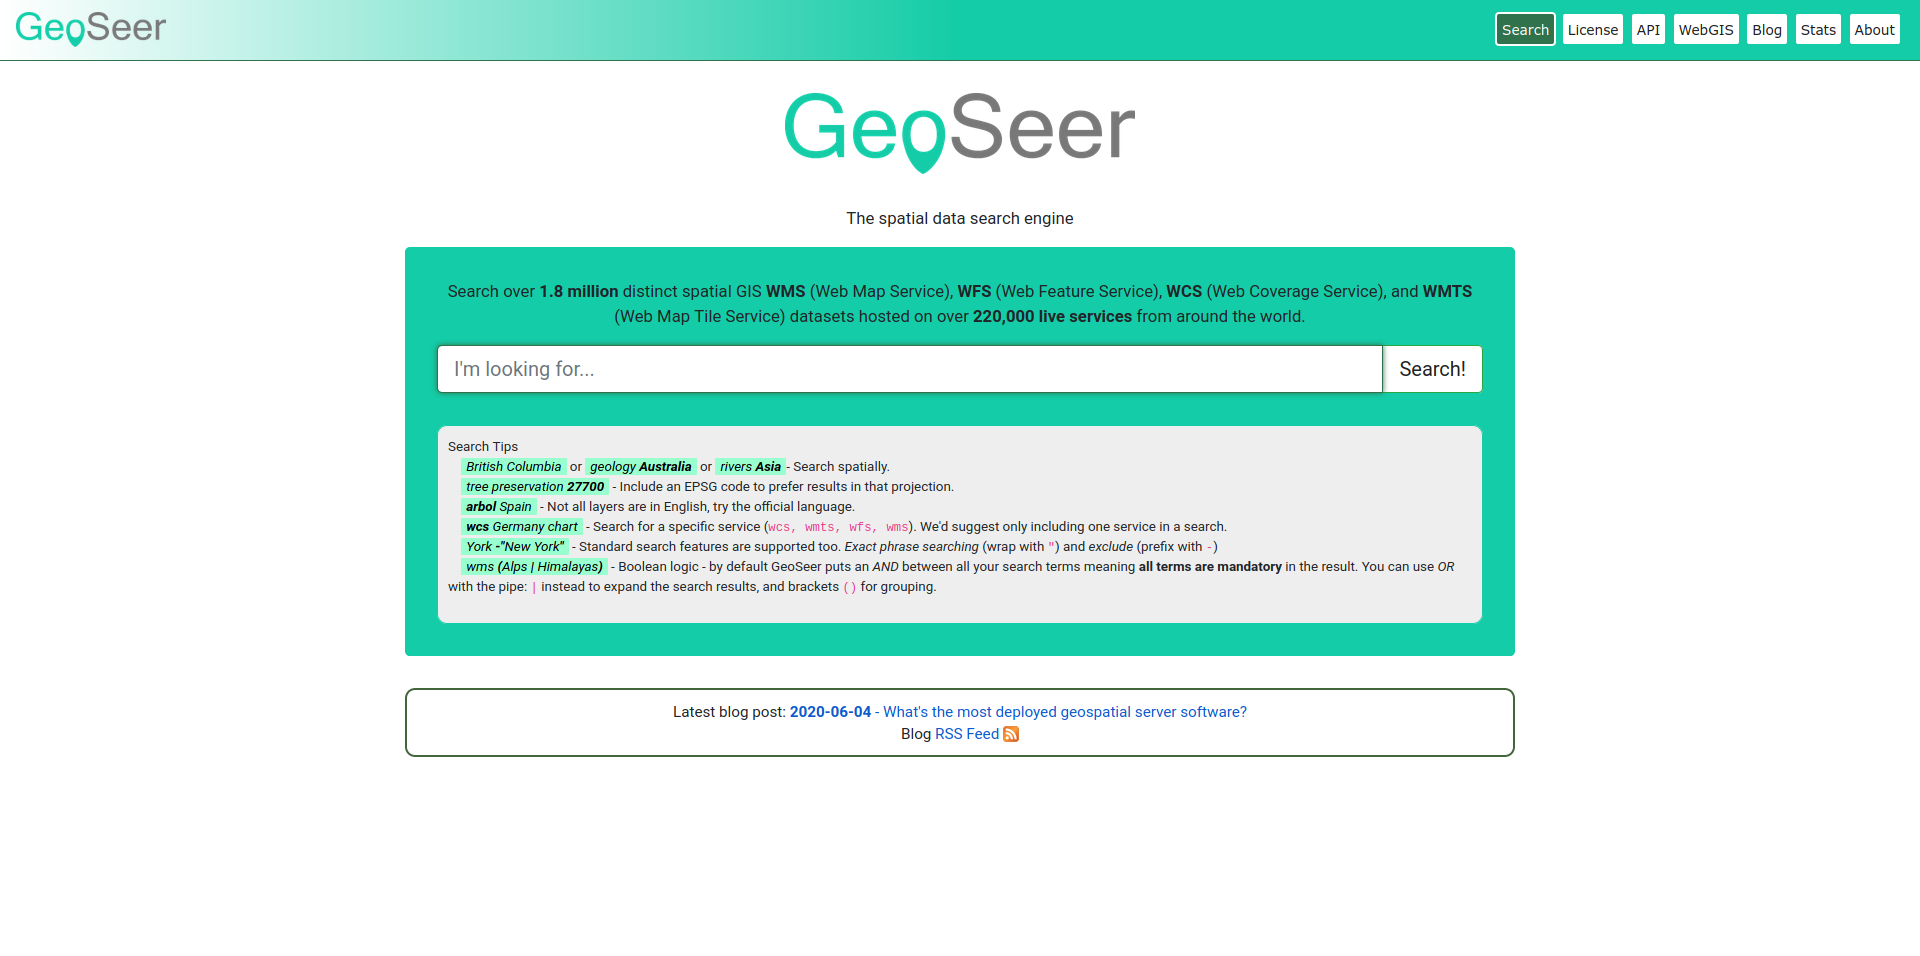 GeoSeer
Search License API WebGIS Blog Stats About
GeoSeer
The spatial data search engine
Search over 1.8 million distinct spatial GIS WMS (Web Map Service), WFS (Web Feature Service), WCS (Web Coverage Service), and WMTS
(Web Map Tile Service) datasets hosted on over 220,000 live services from around the world.
I'm looking for... Search!
Search Tips
British Columbia or geology Australia or rivers Asia - Search spatially.
tree preservation 27700 - Include an EPSG code to prefer results in that projection.
arbol Spain - Not all layers are in English, try the official language.
wcs Germany chart - Search for a specific service (wcs, wmts, wfs, wms). We'd suggest only including one service in a search.
York -"New York" - Standard search features are supported too. Exact phrase searching (wrap with ") and exclude (prefix with -)
wms (Alps | Himalayas) - Boolean logic - by default GeoSeer puts an AND between all your search terms meaning all terms are mandatory in the result. You can use OR
with the pipe: | instead to expand the search results, and brackets () for grouping.
Latest blog post: 2020-06-04 - What's the most deployed geospatial server software?
Blog RSS Feed